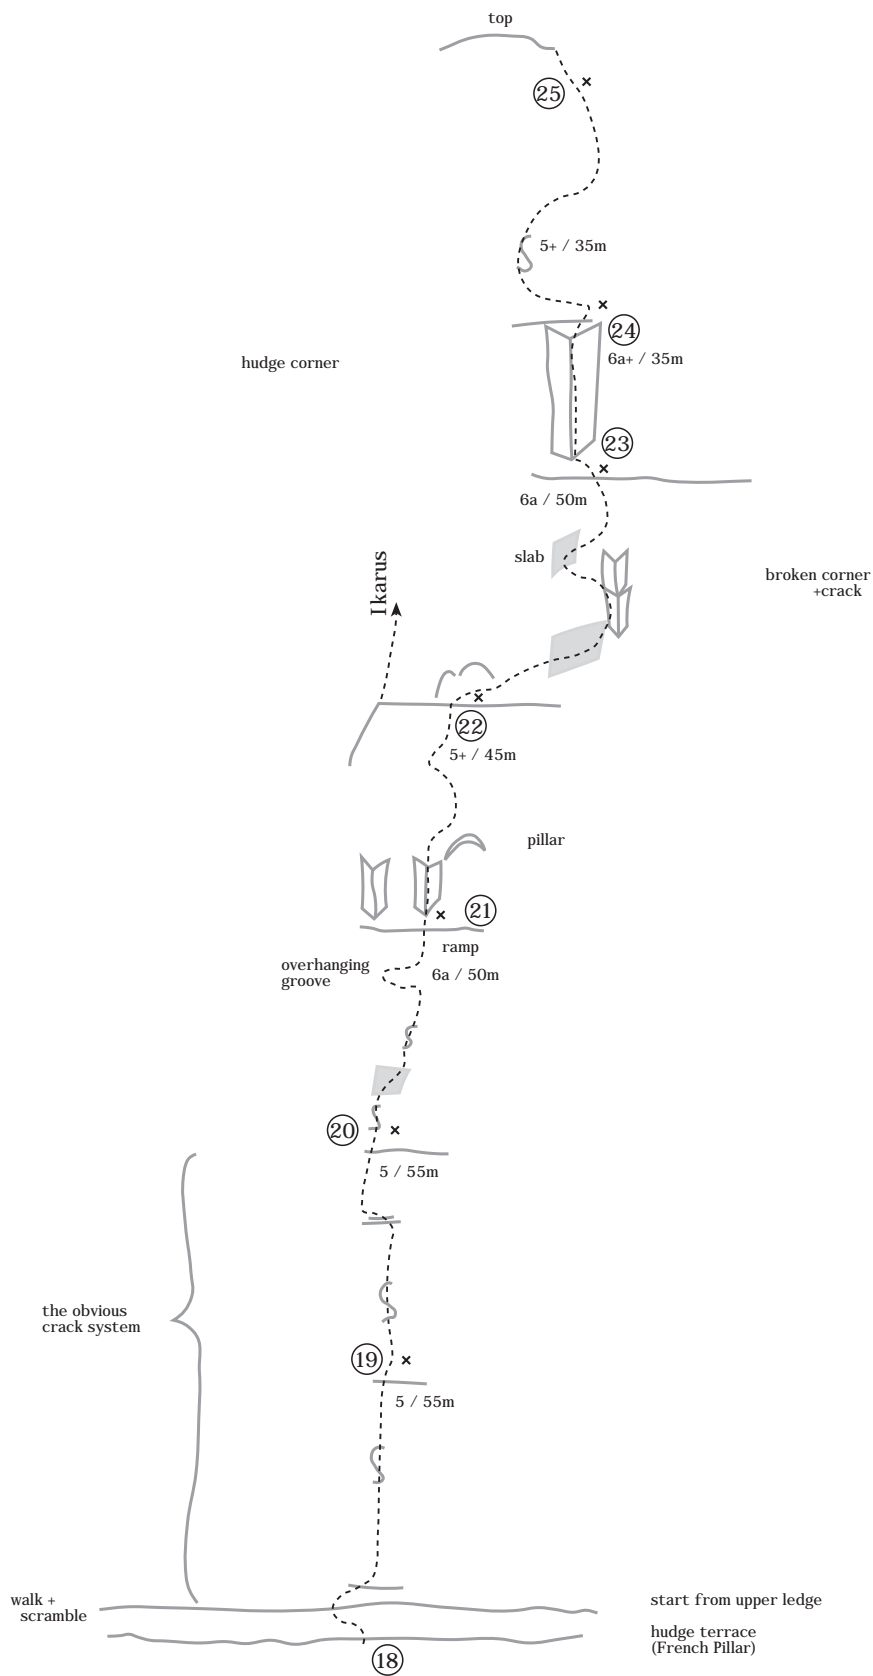 top
25
5+ / 35m
24
6a+ / 35m
hudge corner
23
6a / 50m
slab
broken corner
+crack
Ikarus
22
5+ / 45m
pillar
21
ramp
overhanging
groove
6a / 50m
20
5 / 55m
the obvious
crack system
19
5 / 55m
walk +
scramble
start from upper ledge
hudge terrace
(French Pillar)
18